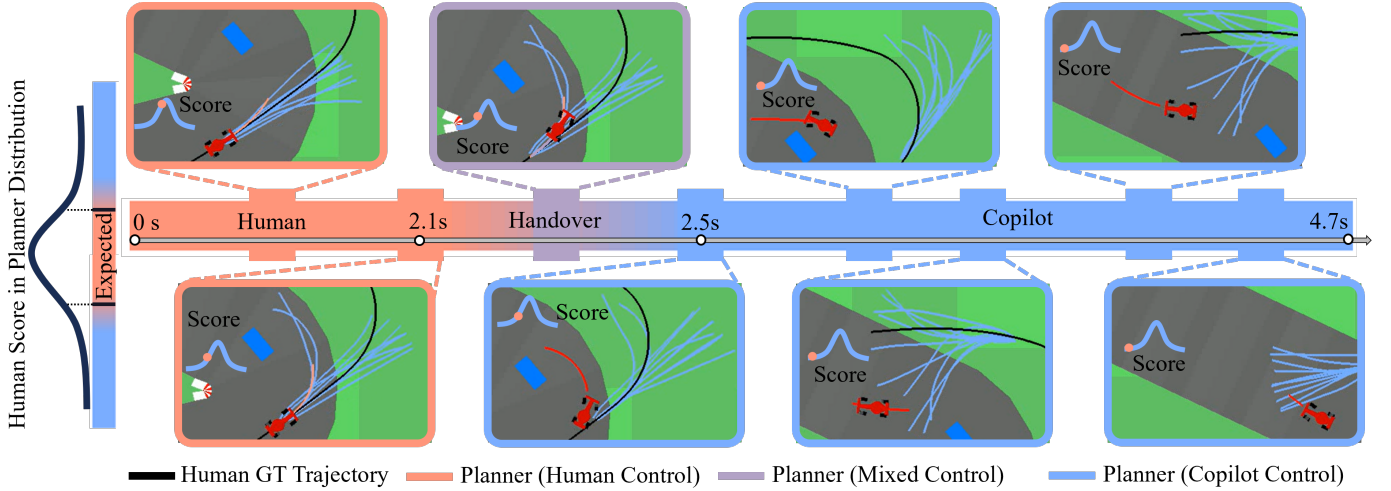 Human Score in Planner Distribution
Expected
Score
Score
Score
Score
0 s
Human
2.1s
Handover
2.5s
Copilot
4.7s
Score
Score
Score
Score
Human GT Trajectory
Planner (Human Control)
Planner (Mixed Control)
Planner (Copilot Control)